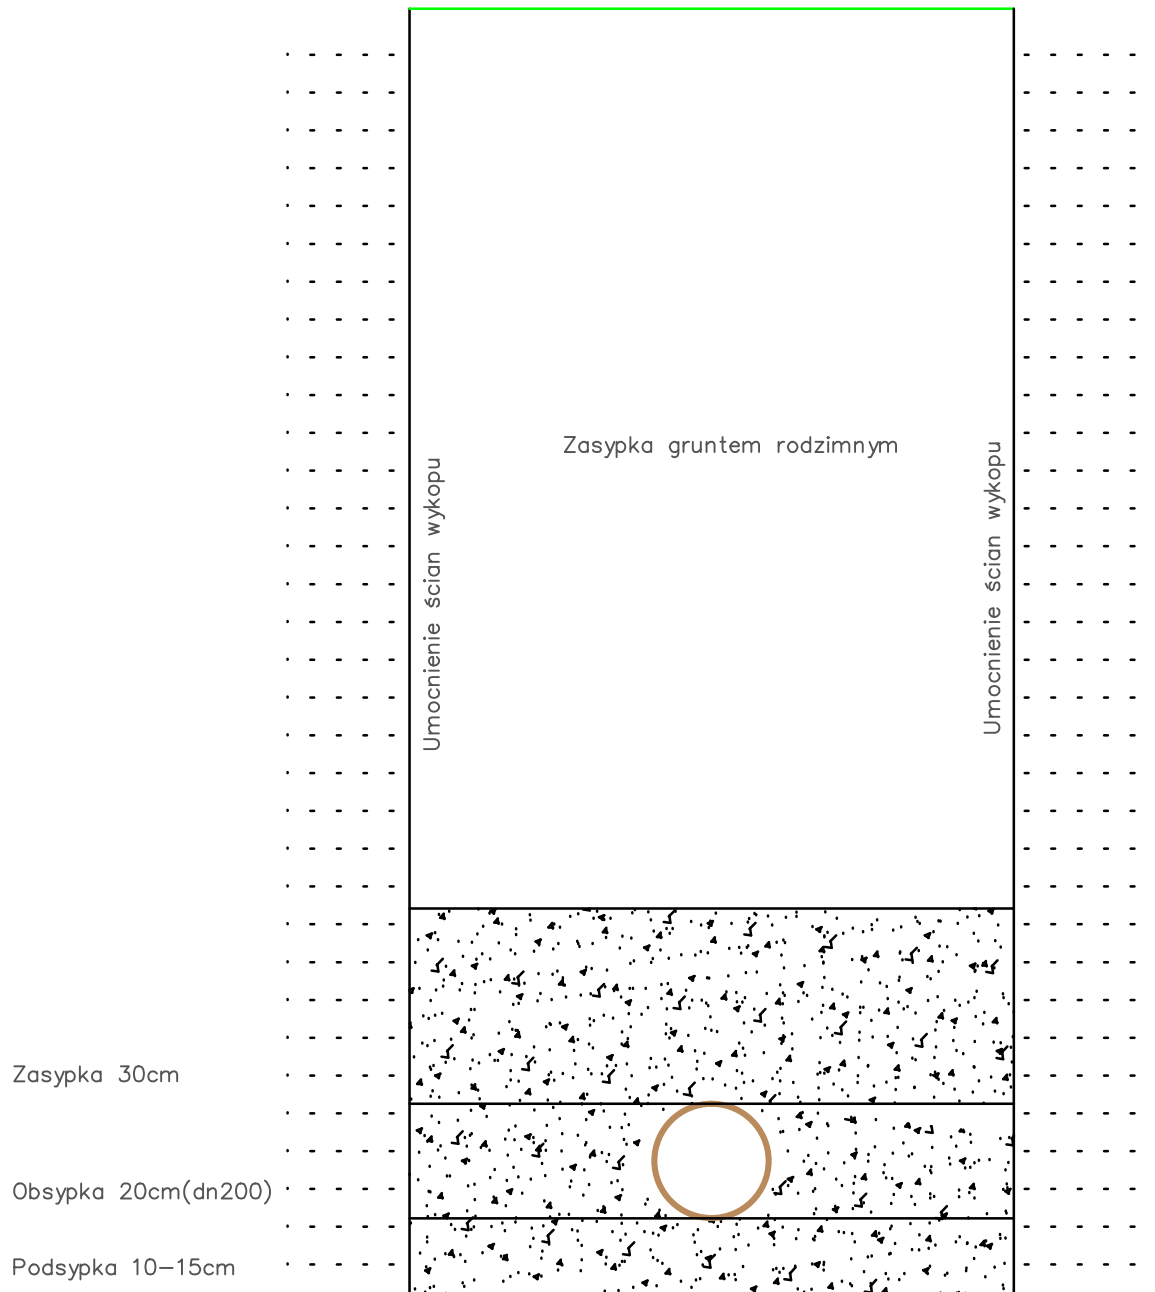 Zasypka gruntem rodzimnym
Umocnienie ścian wykopu
Umocnienie ścian wykopu
Zasypka 30cm
Obsypka 20cm(dn200)
Podsypka 10-15cm